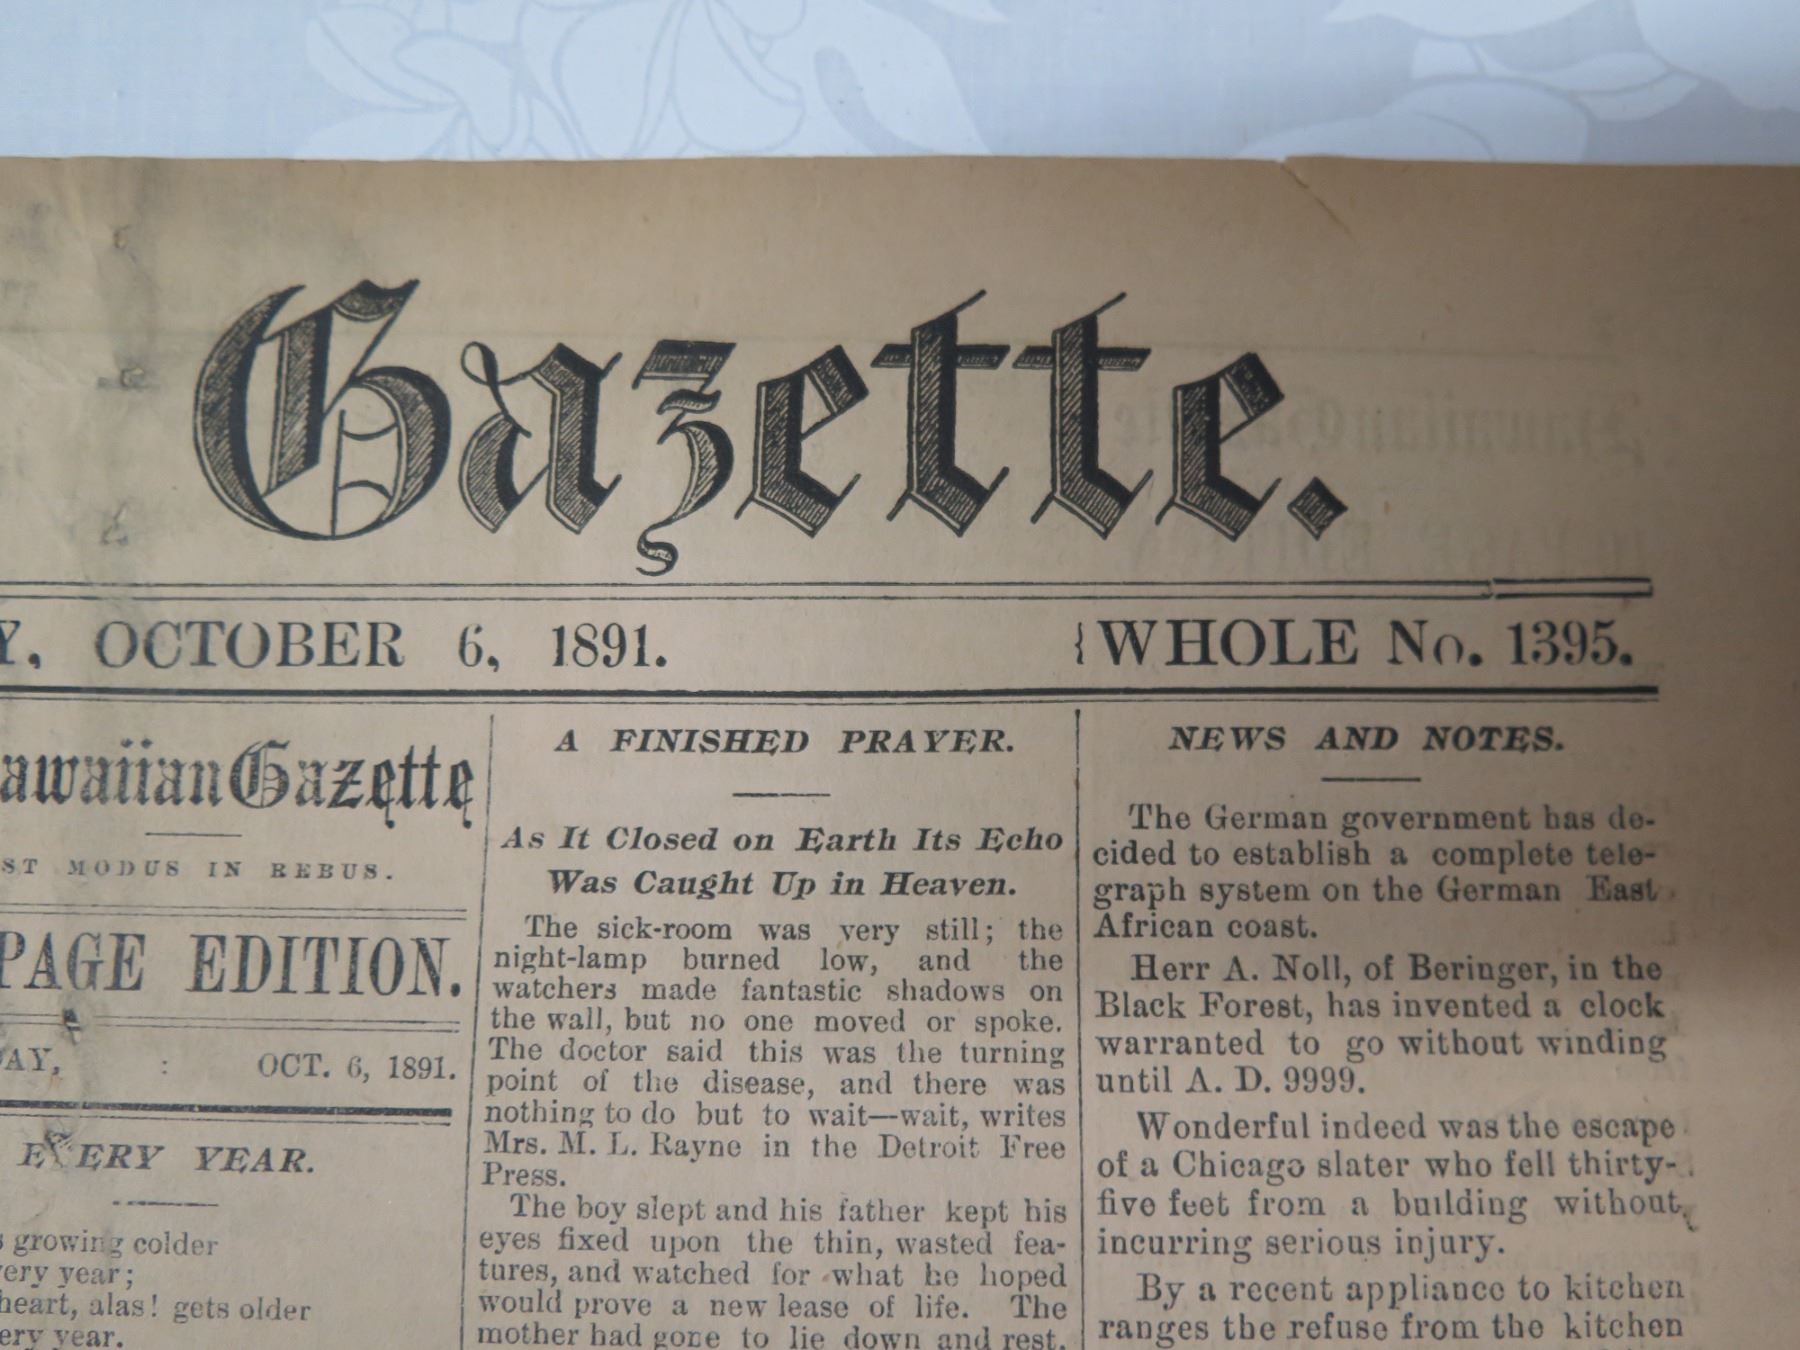 Gazette.
OCTOBER 6, 1891.
{WHOLE No. 1395.
awaiian Gazette
ST MODUS IN REBUS.
PAGE EDITION.
DAY, : OCT. 6, 1891.
EVERY YEAR.
growing colder
ery year;
heart, alas! gets older
ery year.
A FINISHED PRAYER.
As It Closed on Earth Its Echo
Was Caught Up in Heaven.
The sick-room was very still; the
night-lamp burned low, and the
watchers made fantastic shadows on
the wall, but no one moved or spoke.
The doctor said this was the turning
point of the disease, and there was
nothing to do but to wait—wait, writes
Mrs. M. L. Rayne in the Detroit Free
Press.
The boy slept and his father kept his
eyes fixed upon the thin, wasted fea-
tures, and watched for what he hoped
would prove a new lease of life. The
mother had gone to lie down and rest.
NEWS AND NOTES.
The German government has de-
cided to establish a complete tele-
graph system on the German East
African coast.
Herr A. Noll, of Beringer, in the
Black Forest, has invented a clock
warranted to go without winding
until A. D. 9999.
Wonderful indeed was the escape
of a Chicago slater who fell thirty-
five feet from a building without
incurring serious injury.
By a recent appliance to kitchen
ranges the refuse from the kitchen